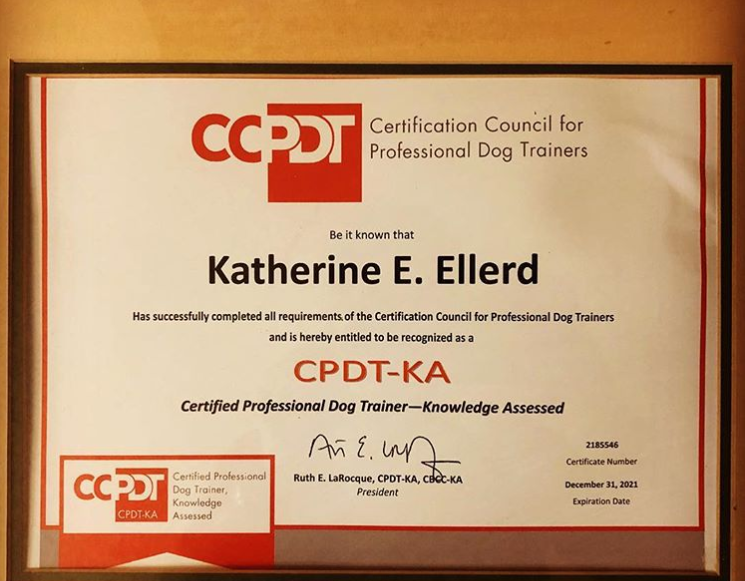 CCPDT
Certification Council for
Professional Dog Trainers
Be it known that
Katherine E. Ellerd
Has successfully completed all requirements of the Certification Council for Professional Dog Trainers
and is hereby entitled to be recognized as a
CPDT-KA
Certified Professional Dog Trainer—Knowledge Assessed
Ruth E. LaRocque, CPDT-KA, CBCC-KA
President
2185546
Certificate Number
December 31, 2021
Expiration Date
CCPDT
CPDT-KA
Certified Professional
Dog Trainer,
Knowledge
Assessed